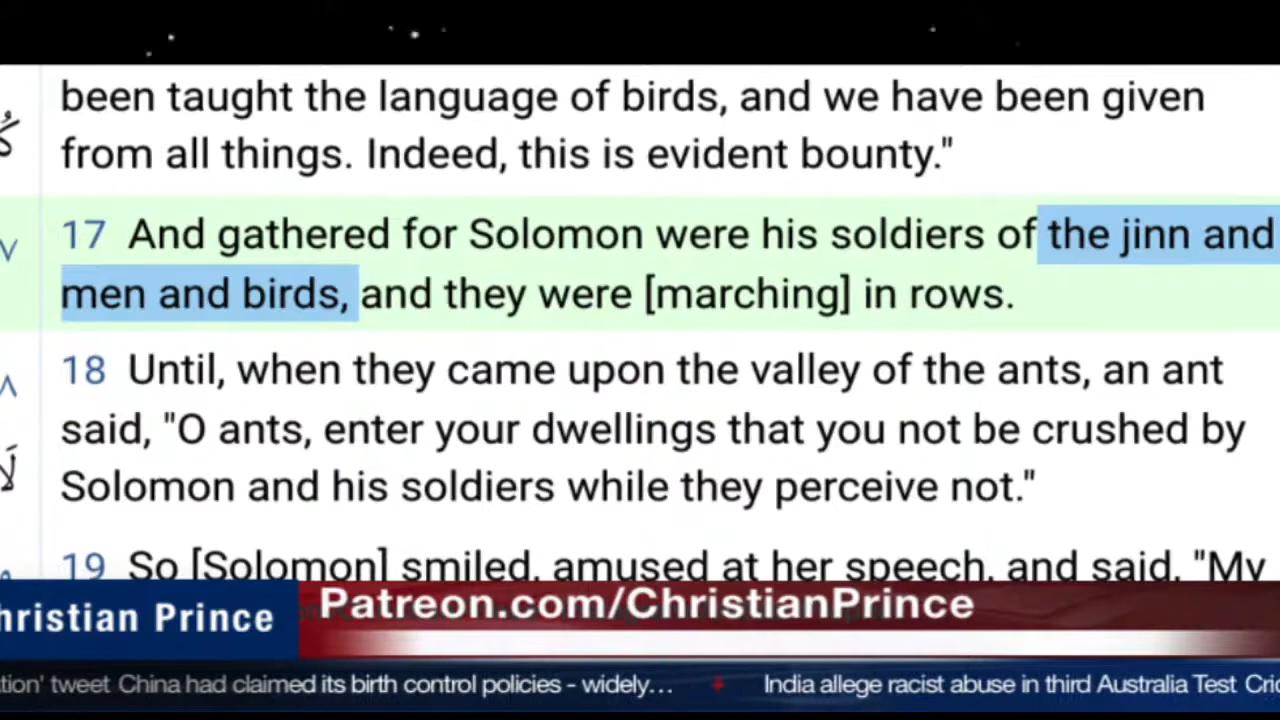 been taught the language of birds, and we have been given
from all things. Indeed, this is evident bounty."
17 And gathered for Solomon were his soldiers of the jinn and
men and birds, and they were [marching] in rows.
18 Until, when they came upon the valley of the ants, an ant
said, "O ants, enter your dwellings that you not be crushed by
Solomon and his soldiers while they perceive not."
19 So [Solomon] smiled, amused at her speech, and said, "My
hristian Prince
Patreon.com/ChristianPrince
tion' tweet China had claimed its birth control policies - widely... India allege racist abuse in third Australia Test Cric